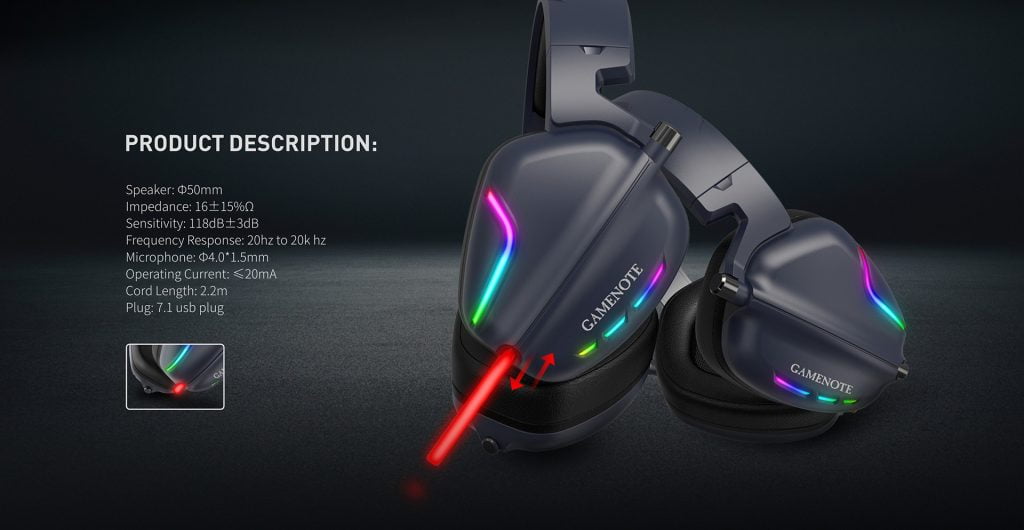 PRODUCT DESCRIPTION:
Speaker: Φ50mm
Impedance: 16±15%Ω
Sensitivity: 118dB±3dB
Frequency Response: 20hz to 20k hz
Microphone: Φ4.0*1.5mm
Operating Current: ≤20mA
Cord Length: 2.2m
Plug: 7.1 usb plug
GAMENOTE
GAMENOTE